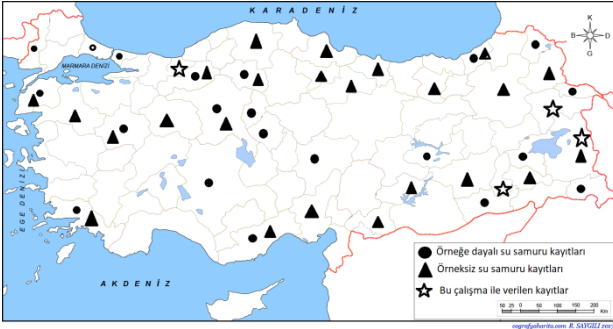 KARADENİZ
K
B
D
G
MARMARA DENİZİ
EGE DENİZİ
AKDENİZ
Örneğe dayalı su samuru kayıtları
Örneksiz su samuru kayıtları
Bu çalışma ile verilen kayıtlar
50 25 0 50 100 150 200
cografyaharita.com R. SAYGILI